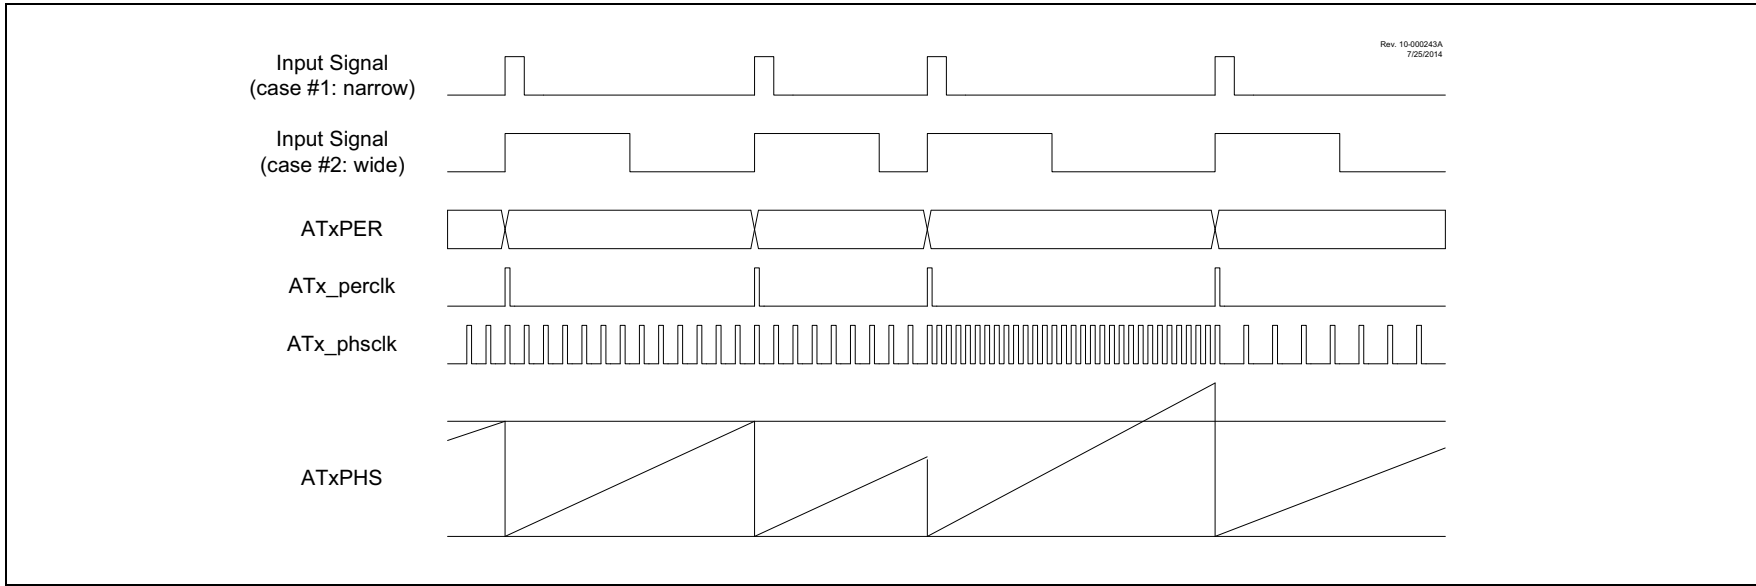 Rev. 10-000243A
7/25/2014
Input Signal
(case #1: narrow)
Input Signal
(case #2: wide)
ATxPER
ATx_perclk
ATx_phsclk
ATxPHS